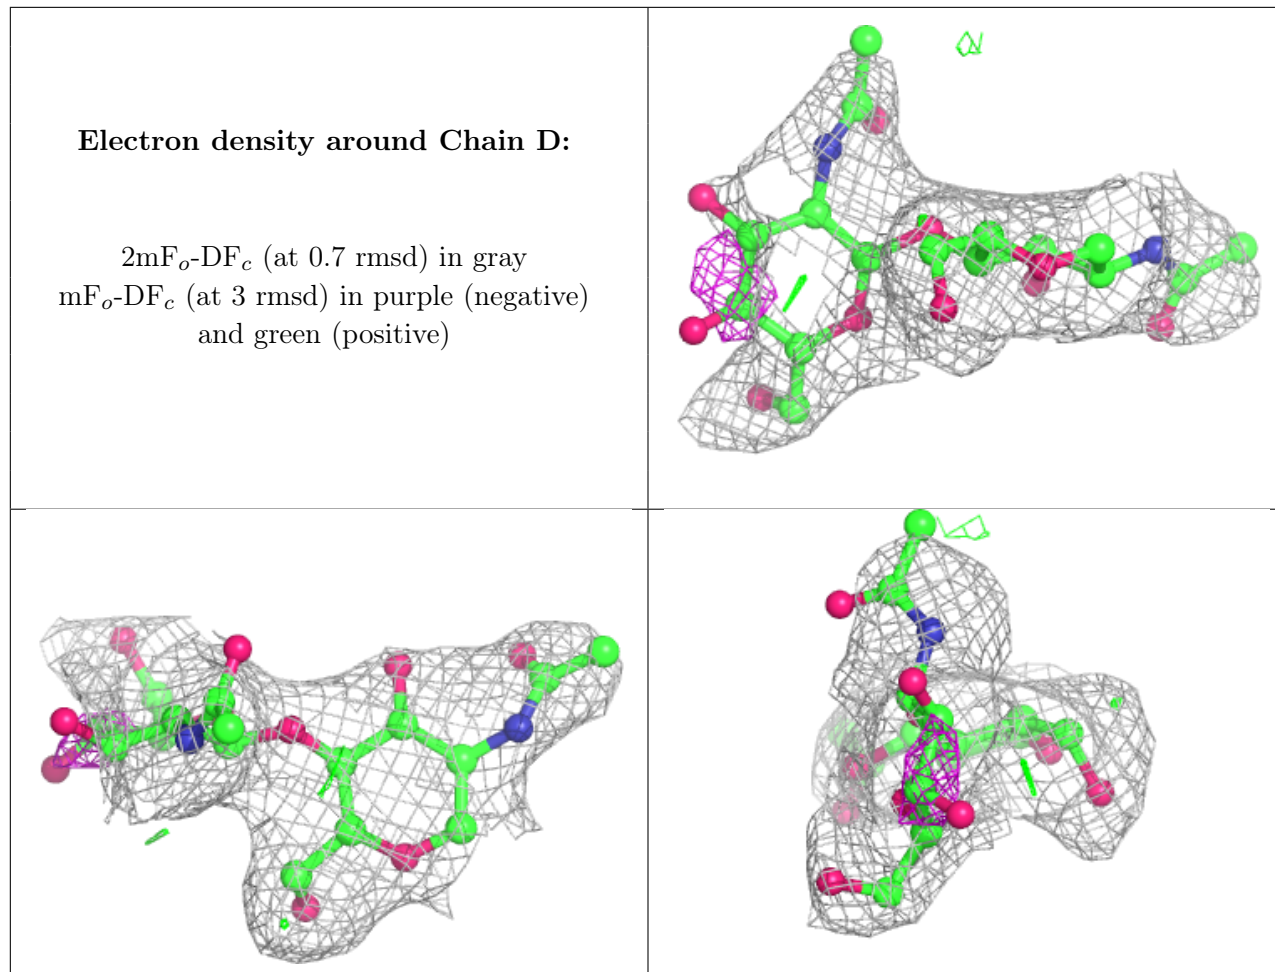 Electron density around Chain D:
2mFₒ-DF𝒸 (at 0.7 rmsd) in gray
mFₒ-DF𝒸 (at 3 rmsd) in purple (negative)
and green (positive)